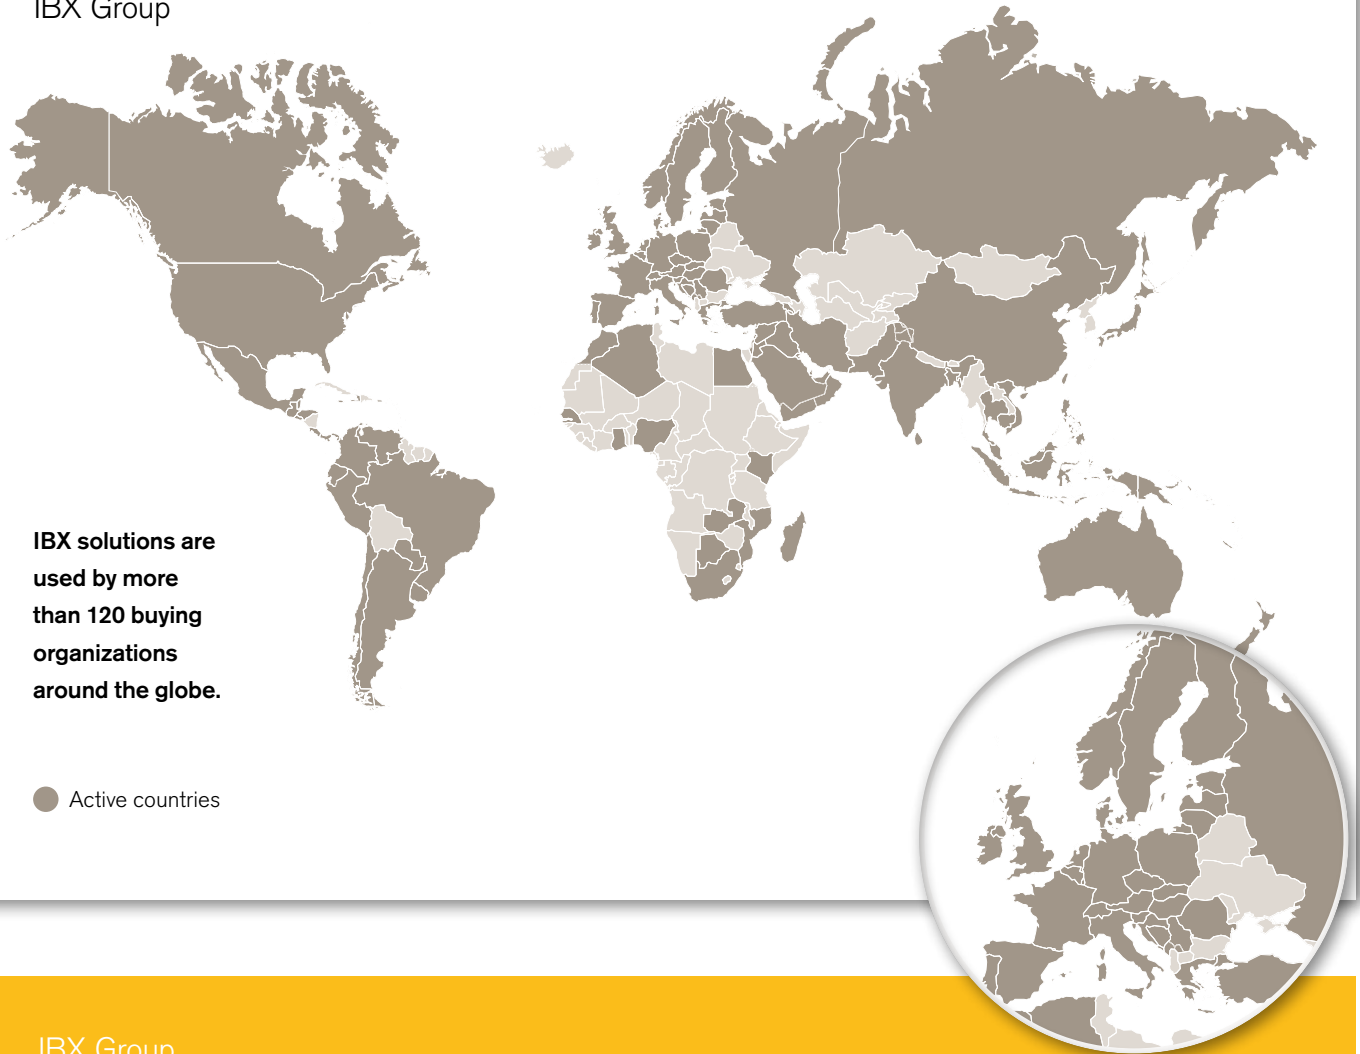 IBX Group
IBX solutions are
used by more
than 120 buying
organizations
around the globe.
Active countries
IBX Group